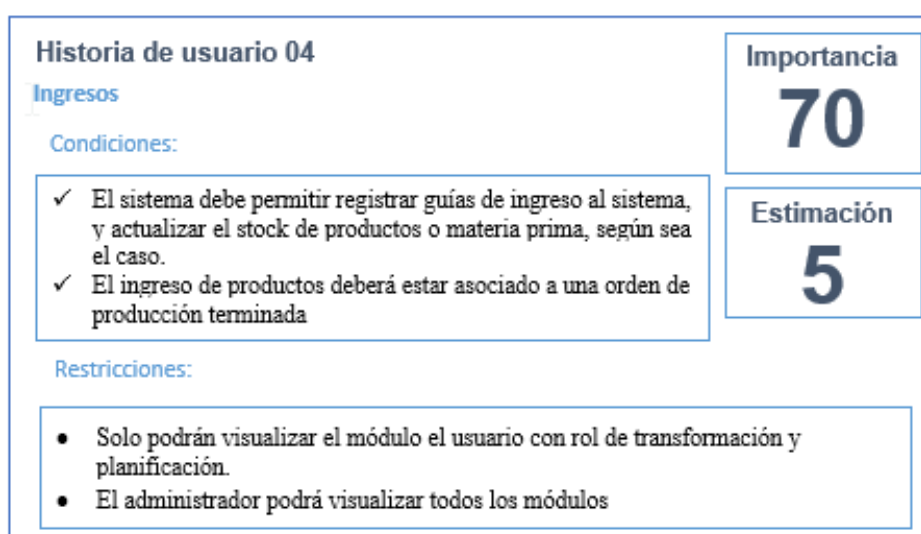 Historia de usuario 04
Importancia
70
Ingresos
Condiciones:
✓ El sistema debe permitir registrar guías de ingreso al sistema,
y actualizar el stock de productos o materia prima, según sea
el caso.
✓ El ingreso de productos deberá estar asociado a una orden de
producción terminada
Estimación
5
Restricciones:
● Solo podrán visualizar el módulo el usuario con rol de transformación y
planificación.
● El administrador podrá visualizar todos los módulos